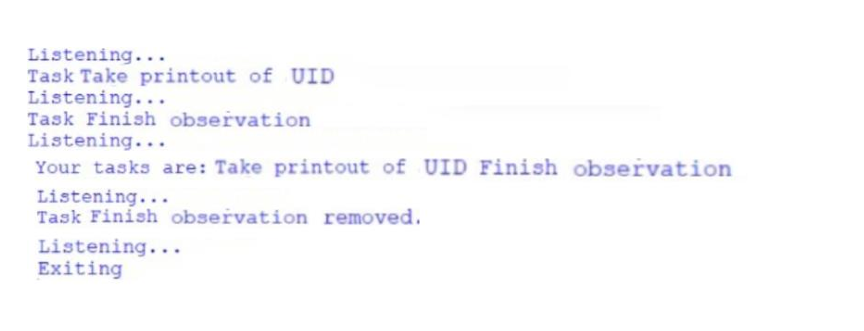 Listening...
Task Take printout of UID
Listening...
Task Finish observation
Listening...
Your tasks are: Take printout of UID Finish observation
Listening...
Task Finish observation removed.
Listening...
Exiting